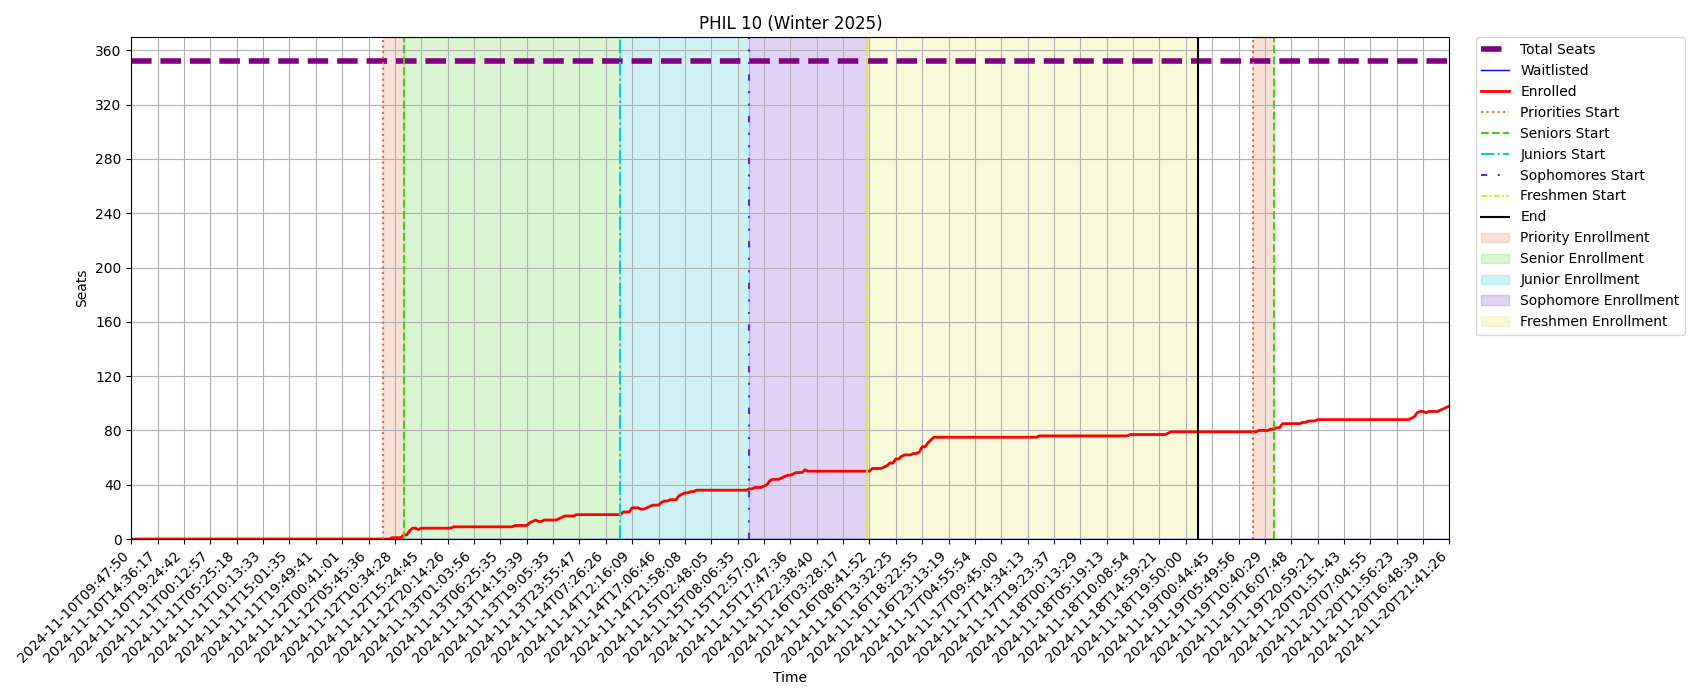 PHIL 10 (Winter 2025)
360
320
280
240
200
160
120
80
40
0
Seats
2024-11-10T09:47:50
2024-11-10T14:36:17
2024-11-10T19:24:42
2024-11-11T00:12:57
2024-11-11T05:25:18
2024-11-11T10:13:33
2024-11-11T15:01:35
2024-11-11T19:49:41
2024-11-12T00:41:01
2024-11-12T05:45:36
2024-11-12T10:34:28
2024-11-12T15:24:45
2024-11-12T20:14:26
2024-11-13T01:03:56
2024-11-13T06:25:35
2024-11-13T14:15:39
2024-11-13T19:05:35
2024-11-13T23:55:47
2024-11-14T07:26:26
2024-11-14T12:16:09
2024-11-14T17:06:46
2024-11-14T21:58:08
2024-11-15T02:48:05
2024-11-15T08:06:35
2024-11-15T12:57:02
2024-11-15T17:47:36
2024-11-15T22:38:40
2024-11-16T03:28:17
2024-11-16T08:41:52
2024-11-16T13:32:25
2024-11-16T18:22:55
2024-11-16T23:13:19
2024-11-17T04:55:54
2024-11-17T09:45:00
2024-11-17T14:34:13
2024-11-17T19:23:37
2024-11-18T00:13:29
2024-11-18T05:19:13
2024-11-18T10:08:54
2024-11-18T14:59:21
2024-11-18T19:50:00
2024-11-19T00:44:45
2024-11-19T05:49:56
2024-11-19T10:40:29
2024-11-19T16:07:48
2024-11-19T20:59:21
2024-11-20T01:51:43
2024-11-20T07:04:55
2024-11-20T11:56:23
2024-11-20T16:48:39
2024-11-20T21:41:26
Time
Total Seats
Waitlisted
Enrolled
Priorities Start
Seniors Start
Juniors Start
Sophomores Start
Freshmen Start
End
Priority Enrollment
Senior Enrollment
Junior Enrollment
Sophomore Enrollment
Freshmen Enrollment